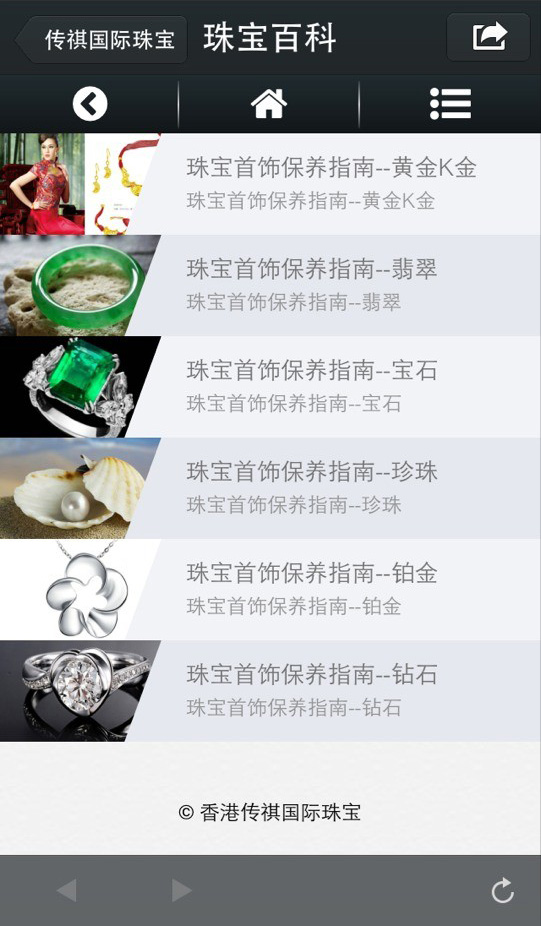 传祺国际珠宝
珠宝百科
珠宝首饰保养指南--黄金K金
珠宝首饰保养指南--黄金K金
珠宝首饰保养指南--翡翠
珠宝首饰保养指南--翡翠
珠宝首饰保养指南--宝石
珠宝首饰保养指南--宝石
珠宝首饰保养指南--珍珠
珠宝首饰保养指南--珍珠
珠宝首饰保养指南--铂金
珠宝首饰保养指南--铂金
珠宝首饰保养指南--钻石
珠宝首饰保养指南--钻石
© 香港传祺国际珠宝